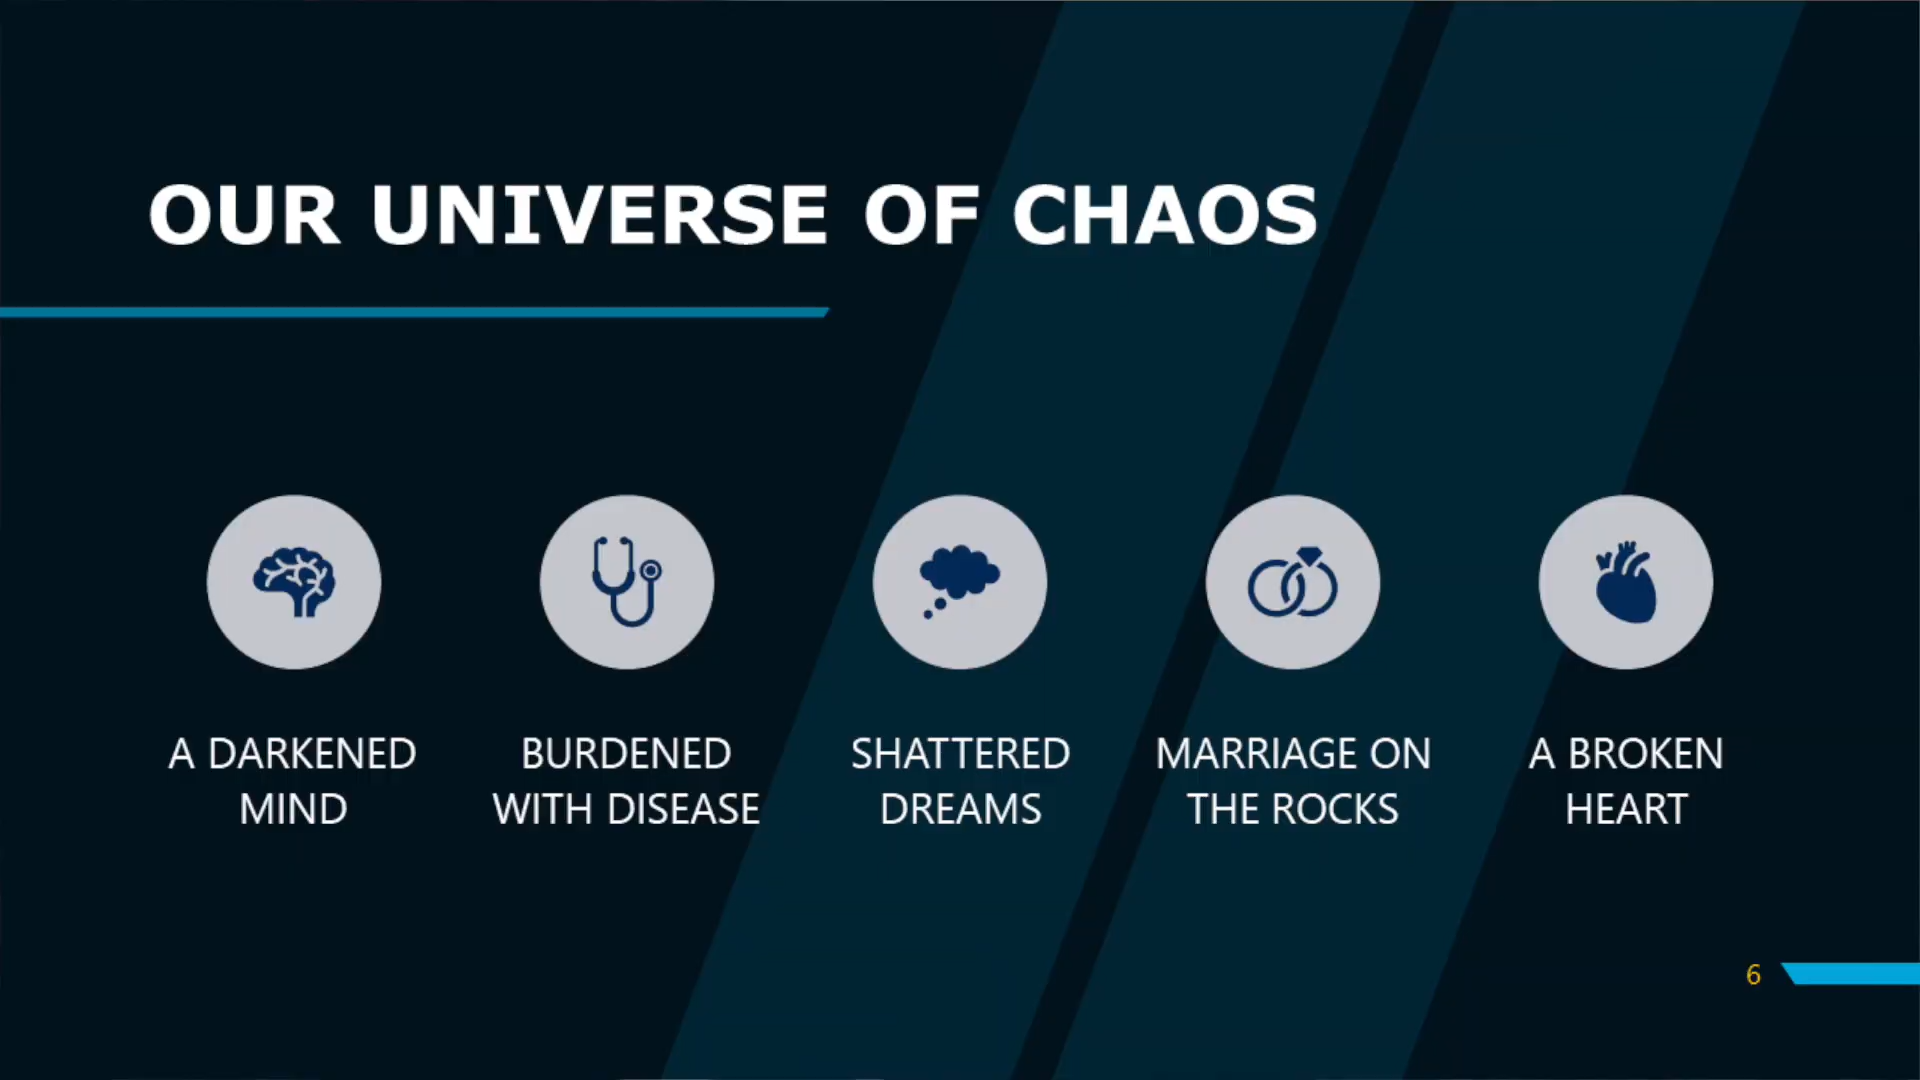 OUR UNIVERSE OF CHAOS
A DARKENED
MIND
BURDENED
WITH DISEASE
SHATTERED
DREAMS
MARRIAGE ON
THE ROCKS
A BROKEN
HEART
6